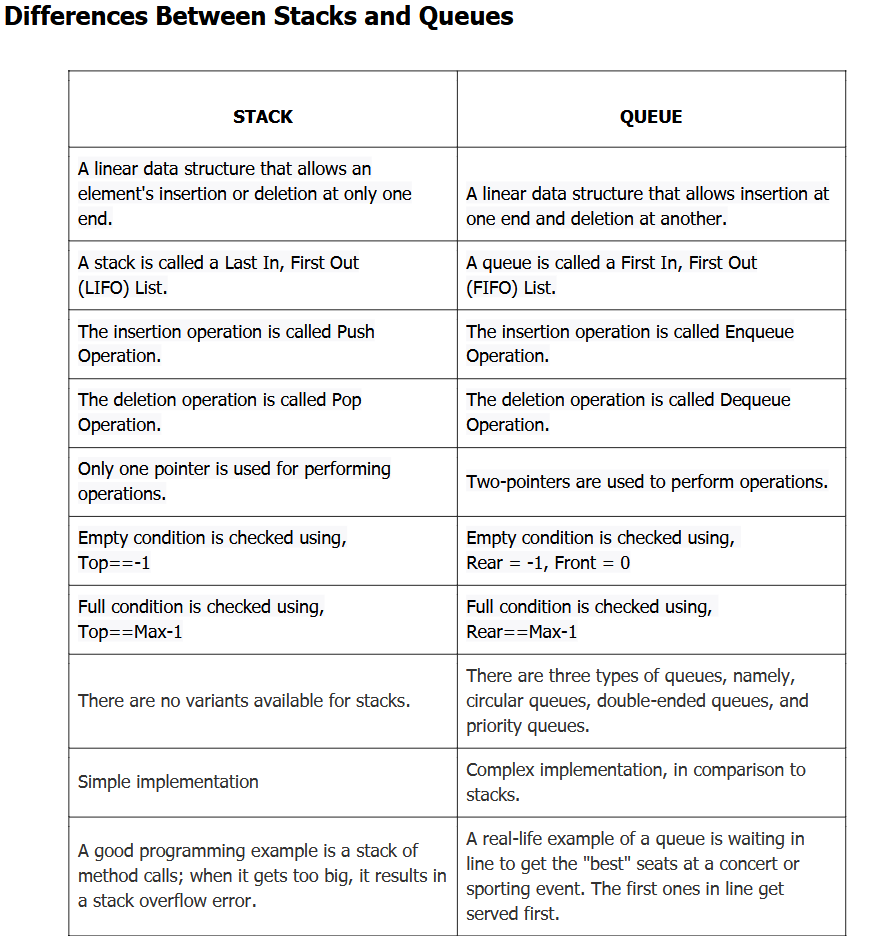 Differences Between Stacks and Queues
STACK
QUEUE
A linear data structure that allows an
element's insertion or deletion at only one
end.
A linear data structure that allows insertion at
one end and deletion at another.
A stack is called a Last In, First Out
(LIFO) List.
A queue is called a First In, First Out
(FIFO) List.
The insertion operation is called Push
Operation.
The insertion operation is called Enqueue
Operation.
The deletion operation is called Pop
Operation.
The deletion operation is called Dequeue
Operation.
Only one pointer is used for performing
operations.
Two-pointers are used to perform operations.
Empty condition is checked using,
Top==-1
Empty condition is checked using,
Rear = -1, Front = 0
Full condition is checked using,
Top==Max-1
Full condition is checked using,
Rear==Max-1
There are no variants available for stacks.
There are three types of queues, namely,
circular queues, double-ended queues, and
priority queues.
Simple implementation
Complex implementation, in comparison to
stacks.
A good programming example is a stack of
method calls; when it gets too big, it results in
a stack overflow error.
A real-life example of a queue is waiting in
line to get the "best" seats at a concert or
sporting event. The first ones in line get
served first.